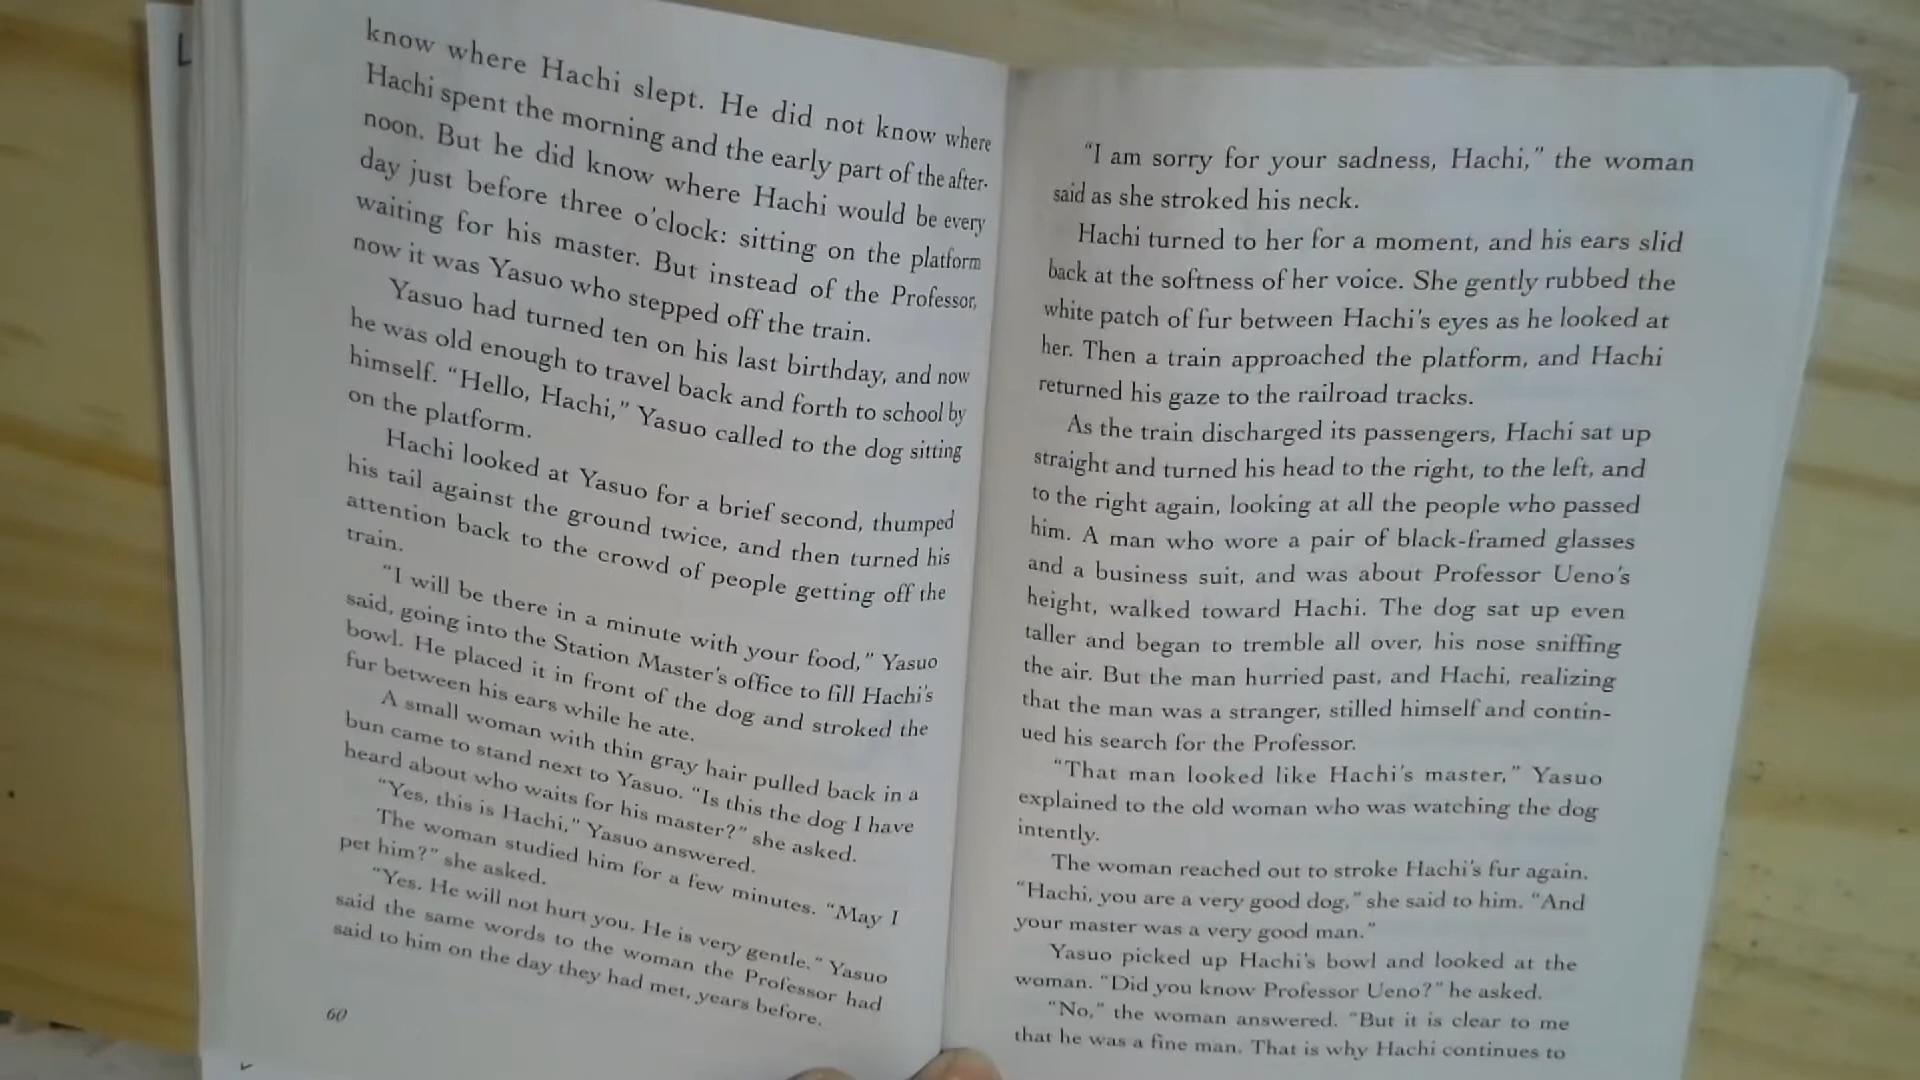 know where Hachi slept. He did not know where
Hachi spent the morning and the early part of the after-
noon. But he did know where Hachi would be every
day just before three o'clock: sitting on the platform
waiting for his master. But instead of the Professor,
now it was Yasuo who stepped off the train.
Yasuo had turned ten on his last birthday, and now
he was old enough to travel back and forth to school by
himself. “Hello, Hachi,” Yasuo called to the dog sitting
on the platform.
Hachi looked at Yasuo for a brief second, thumped
his tail against the ground twice, and then turned his
attention back to the crowd of people getting off the
train.
“I will be there in a minute with your food,” Yasuo
said, going into the Station Master's office to fill Hachi's
bowl. He placed it in front of the dog and stroked the
fur between his ears while he ate.
A small woman with thin gray hair pulled back in a
bun came to stand next to Yasuo. “Is this the dog I have
heard about who waits for his master?” she asked.
“Yes, this is Hachi,” Yasuo answered.
The woman studied him for a few minutes. “May I
pet him?” she asked.
“Yes. He will not hurt you. He is very gentle.” Yasuo
said the same words to the woman the Professor had
said to him on the day they had met, years before.
60
“I am sorry for your sadness, Hachi,” the woman
said as she stroked his neck.
Hachi turned to her for a moment, and his ears slid
back at the softness of her voice. She gently rubbed the
white patch of fur between Hachi's eyes as he looked at
her. Then a train approached the platform, and Hachi
returned his gaze to the railroad tracks.
As the train discharged its passengers, Hachi sat up
straight and turned his head to the right, to the left, and
to the right again, looking at all the people who passed
him. A man who wore a pair of black-framed glasses
and a business suit, and was about Professor Ueno's
height, walked toward Hachi. The dog sat up even
taller and began to tremble all over, his nose sniffing
the air. But the man hurried past, and Hachi, realizing
that the man was a stranger, stilled himself and contin-
ued his search for the Professor.
“That man looked like Hachi's master,” Yasuo
explained to the old woman who was watching the dog
intently.
The woman reached out to stroke Hachi's fur again.
“Hachi, you are a very good dog,” she said to him. “And
your master was a very good man.”
Yasuo picked up Hachi's bowl and looked at the
woman. “Did you know Professor Ueno?” he asked.
“No,” the woman answered. “But it is clear to me
that he was a fine man. That is why Hachi continues to